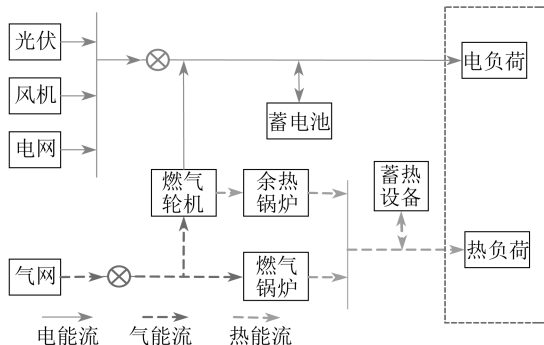 光伏
风机
电网
电负荷
蓄电池
燃气
轮机
余热
锅炉
蓄热
设备
气网
燃气
锅炉
热负荷
电能流
气能流
热能流